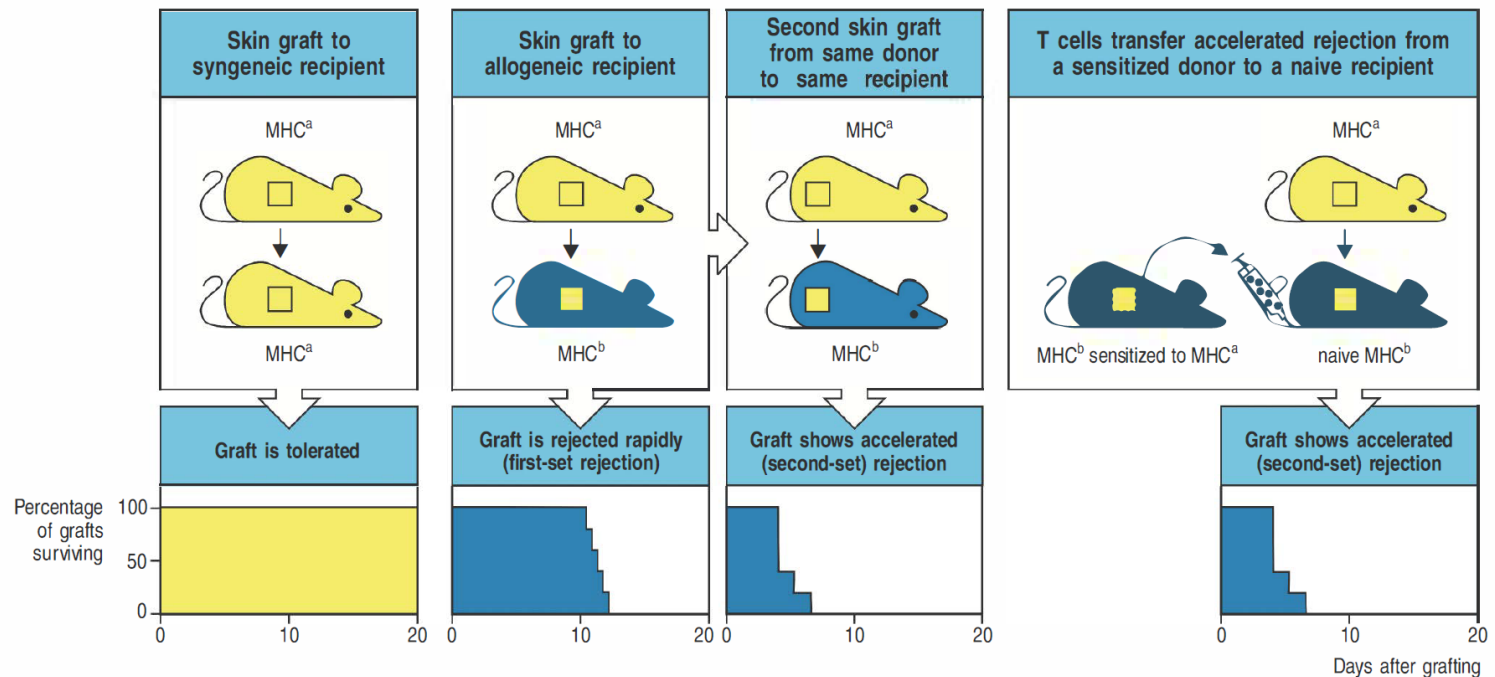 Skin graft to
syngeneic recipient
MHCa
MHCa
Graft is tolerated
Skin graft to
allogeneic recipient
MHCa
MHCb
Graft is rejected rapidly
(first-set rejection)
Second skin graft
from same donor
to same recipient
MHCa
MHCb
Graft shows accelerated
(second-set) rejection
T cells transfer accelerated rejection from
a sensitized donor to a naive recipient
MHCa
MHCb sensitized to MHCa
naive MHCb
Graft shows accelerated
(second-set) rejection
Percentage
of grafts
surviving
100
50
0
0 10 20
0 10 20
0 10 20
0 10 20
Days after grafting